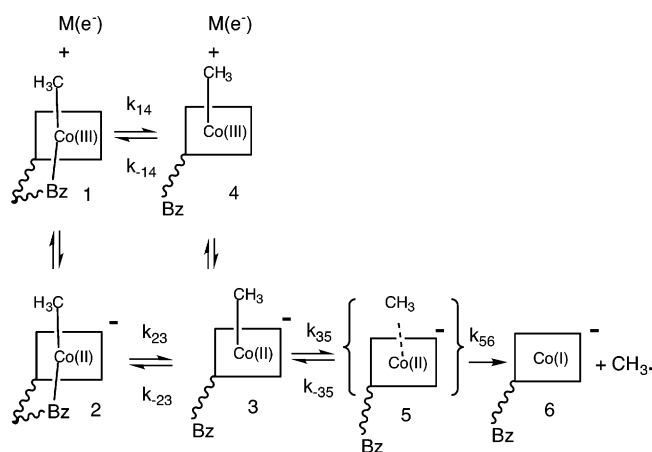 M(e⁻) M(e⁻)
+ +
H₃C CH₃
k₁₄
Co(III) Co(III)
k₋₁₄
Bz 1 4
Bz
H₃C CH₃ CH₃
- - - -
k₂₃ k₃₅ k₅₆
Co(II) Co(II) Co(II) Co(I) + CH₃.
k₋₂₃ k₋₃₅
Bz 2 3 5 6
Bz Bz